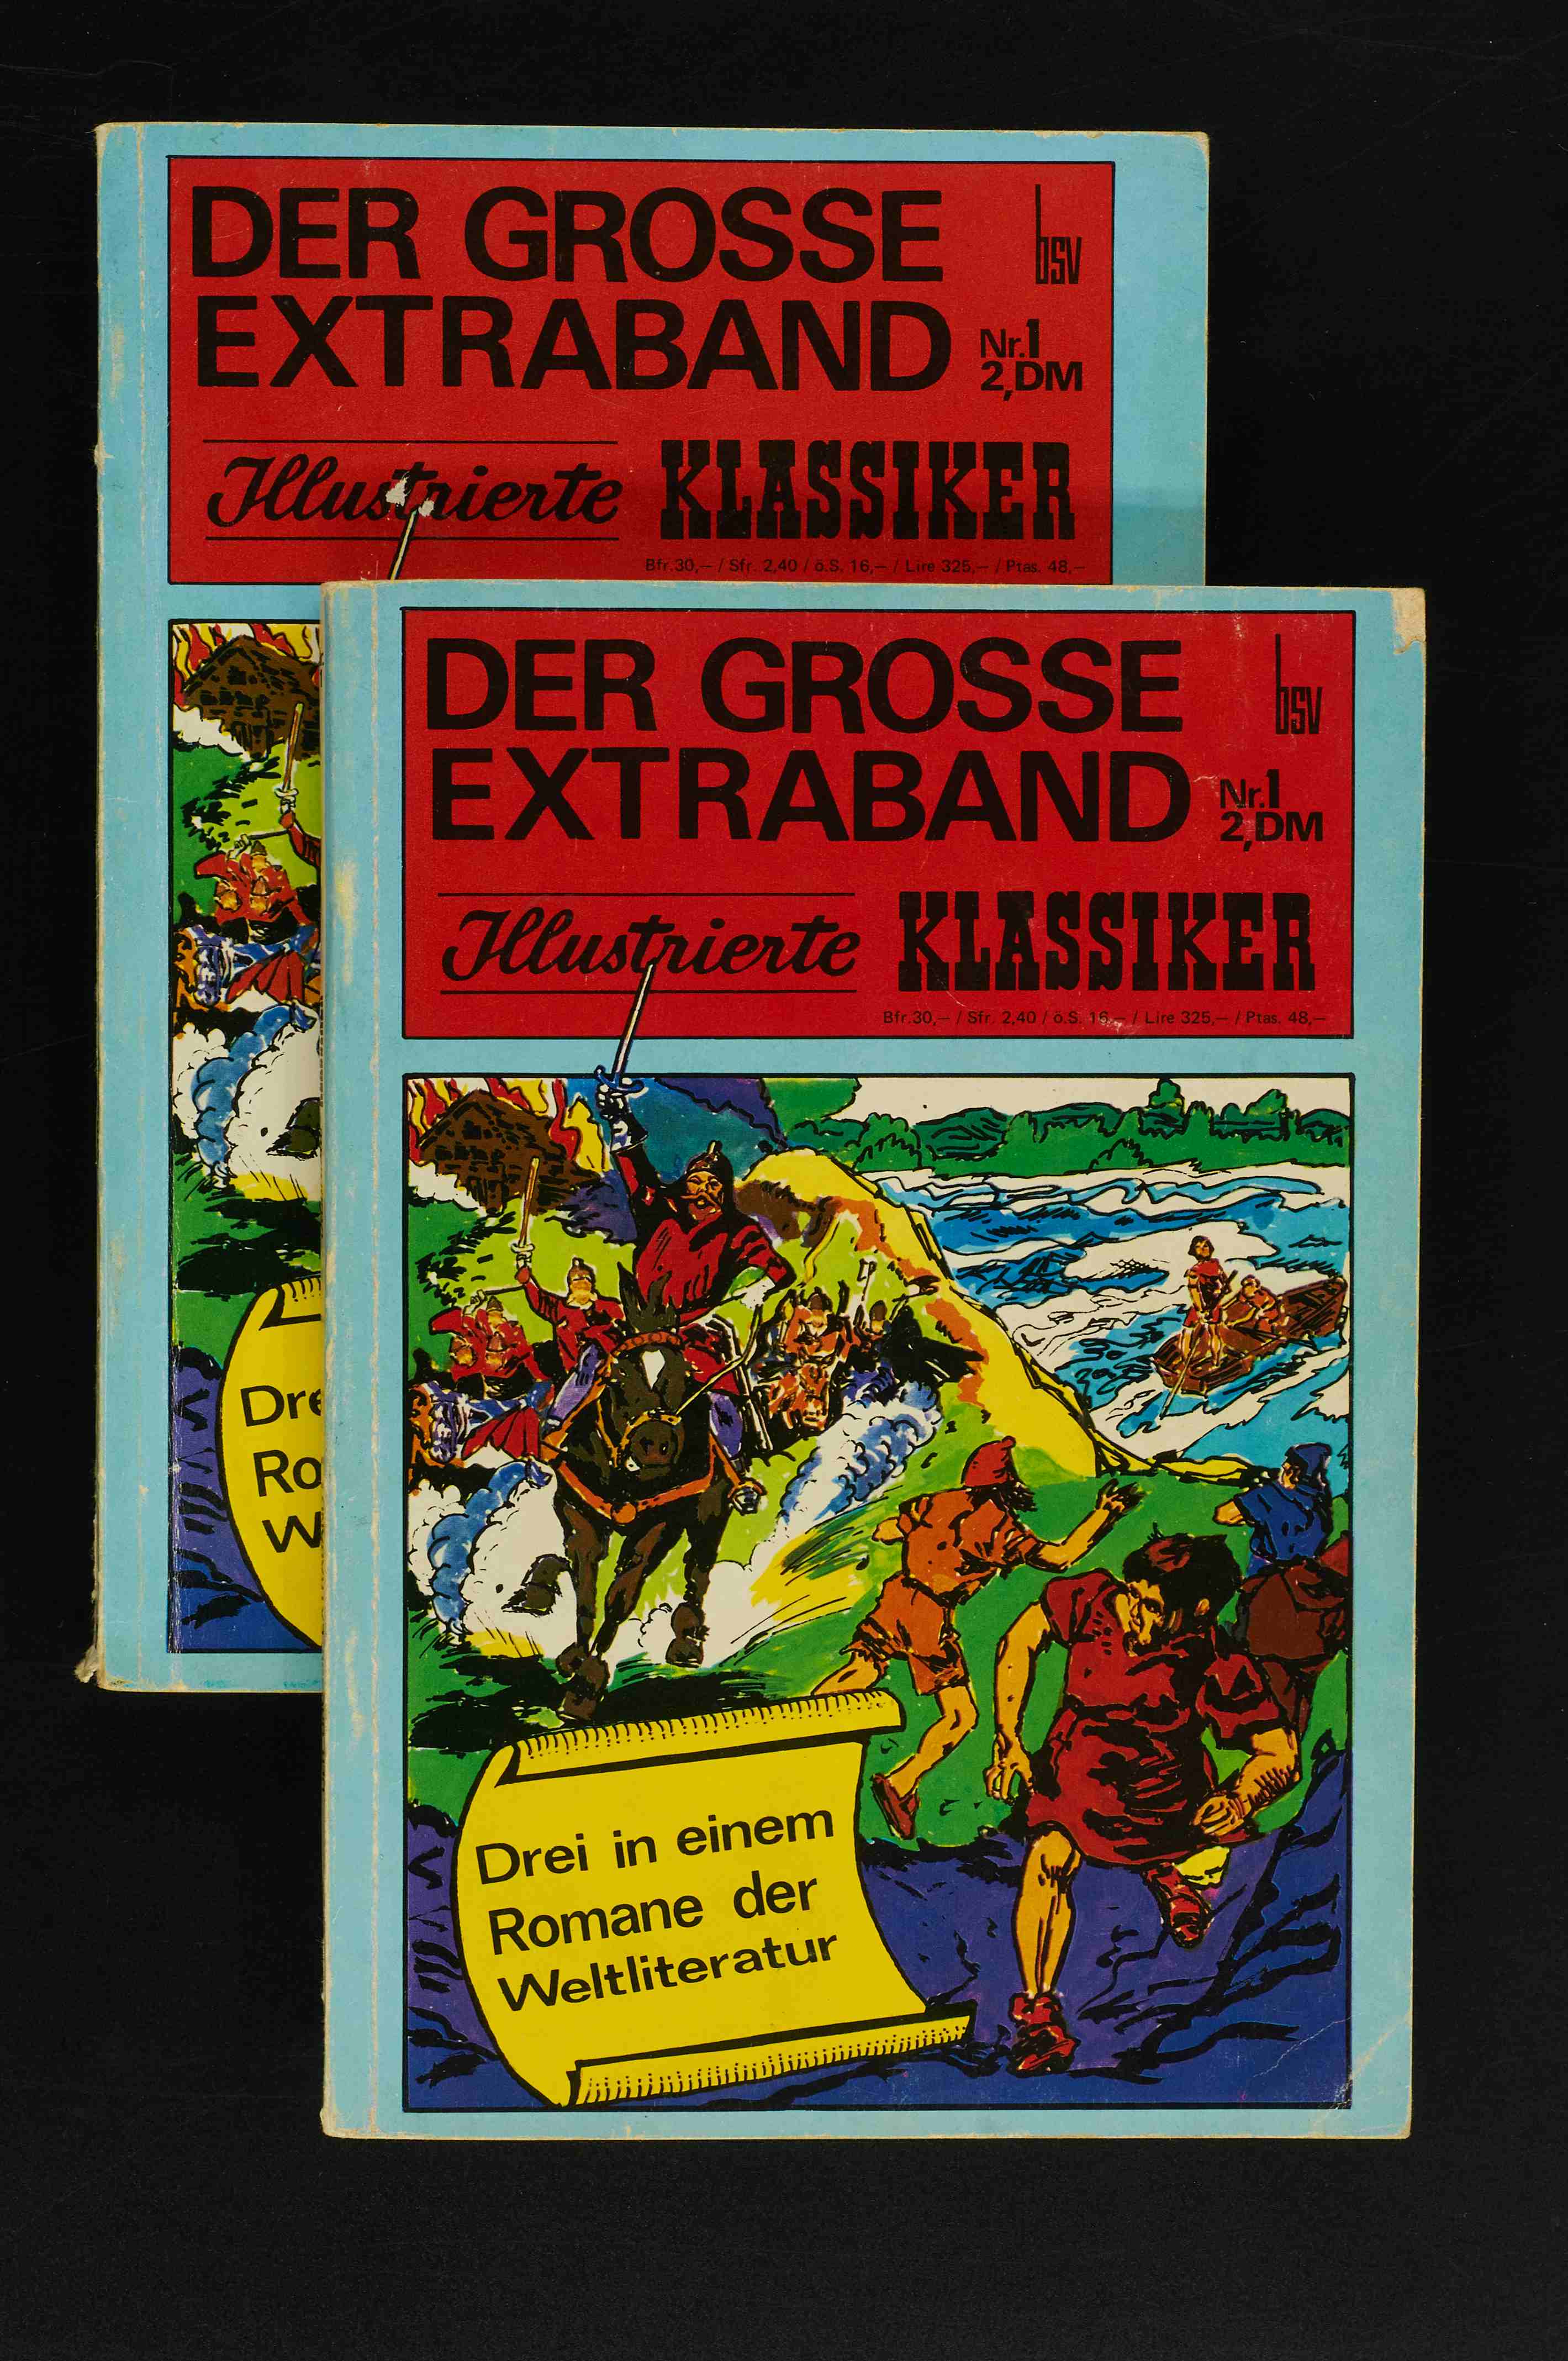 DER GROSSE
bsv
EXTRABAND
Nr.1
2,DM
Illustrierte KLASSIKER
Bfr.30,— / Sfr. 2,40 / ö.S. 16,— / Lire 325,— / Ptas. 48,—
Dre
Ro
W
DER GROSSE
bsv
EXTRABAND
Nr.1
2,DM
Illustrierte KLASSIKER
Bfr.30,— / Sfr. 2,40 / ö.S. 16,— / Lire 325,— / Ptas. 48,—
Drei in einem
Romane der
Weltliteratur